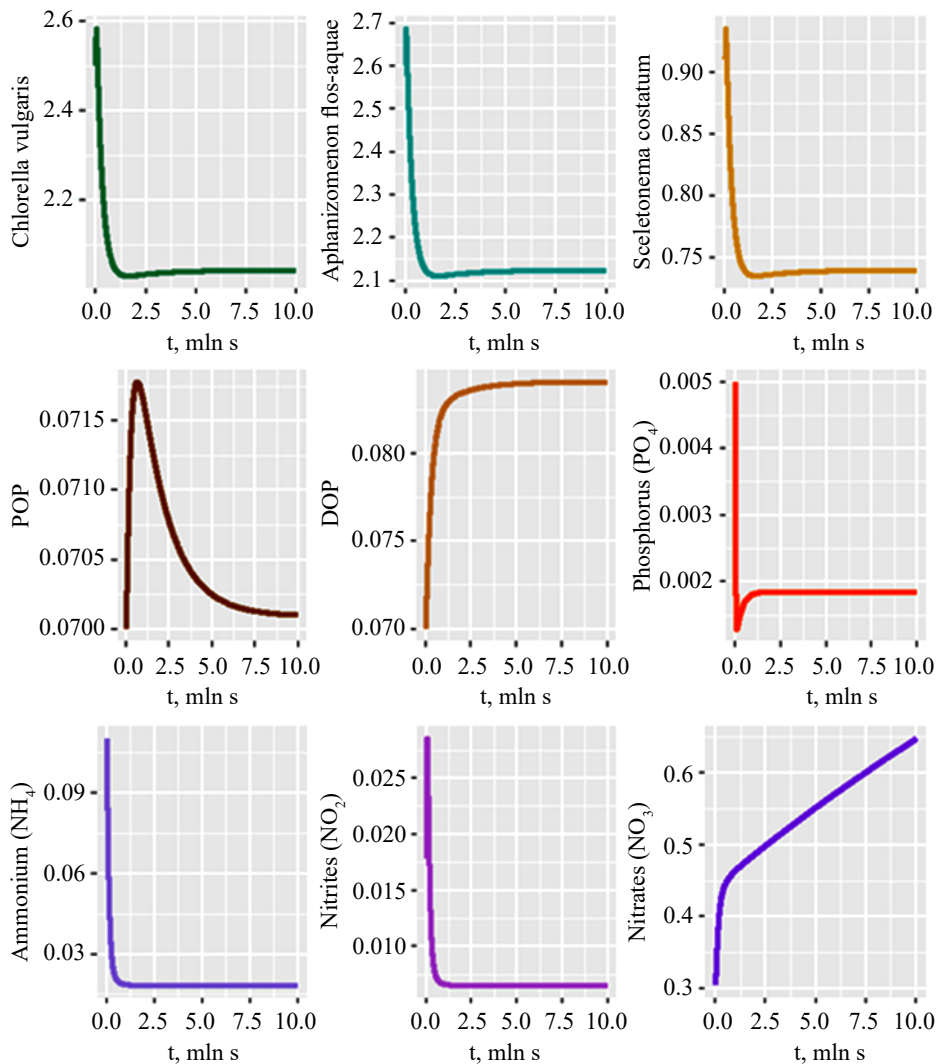 Chlorella vulgaris
2.6
2.4
2.2
0.0 2.5 5.0 7.5 10.0
t, mln s
Aphanizomenon flos-aquae
2.7
2.6
2.5
2.4
2.3
2.2
2.1
0.0 2.5 5.0 7.5 10.0
t, mln s
Sceletonema costatum
0.90
0.85
0.80
0.75
0.0 2.5 5.0 7.5 10.0
t, mln s
POP
0.0715
0.0710
0.0705
0.0700
0.0 2.5 5.0 7.5 10.0
t, mln s
DOP
0.080
0.075
0.070
0.0 2.5 5.0 7.5 10.0
t, mln s
Phosphorus (PO₄)
0.005
0.004
0.003
0.002
0.0 2.5 5.0 7.5 10.0
t, mln s
Ammonium (NH₄)
0.09
0.06
0.03
0.0 2.5 5.0 7.5 10.0
t, mln s
Nitrites (NO₂)
0.025
0.020
0.015
0.010
0.0 2.5 5.0 7.5 10.0
t, mln s
Nitrates (NO₃)
0.6
0.5
0.4
0.3
0.0 2.5 5.0 7.5 10.0
t, mln s